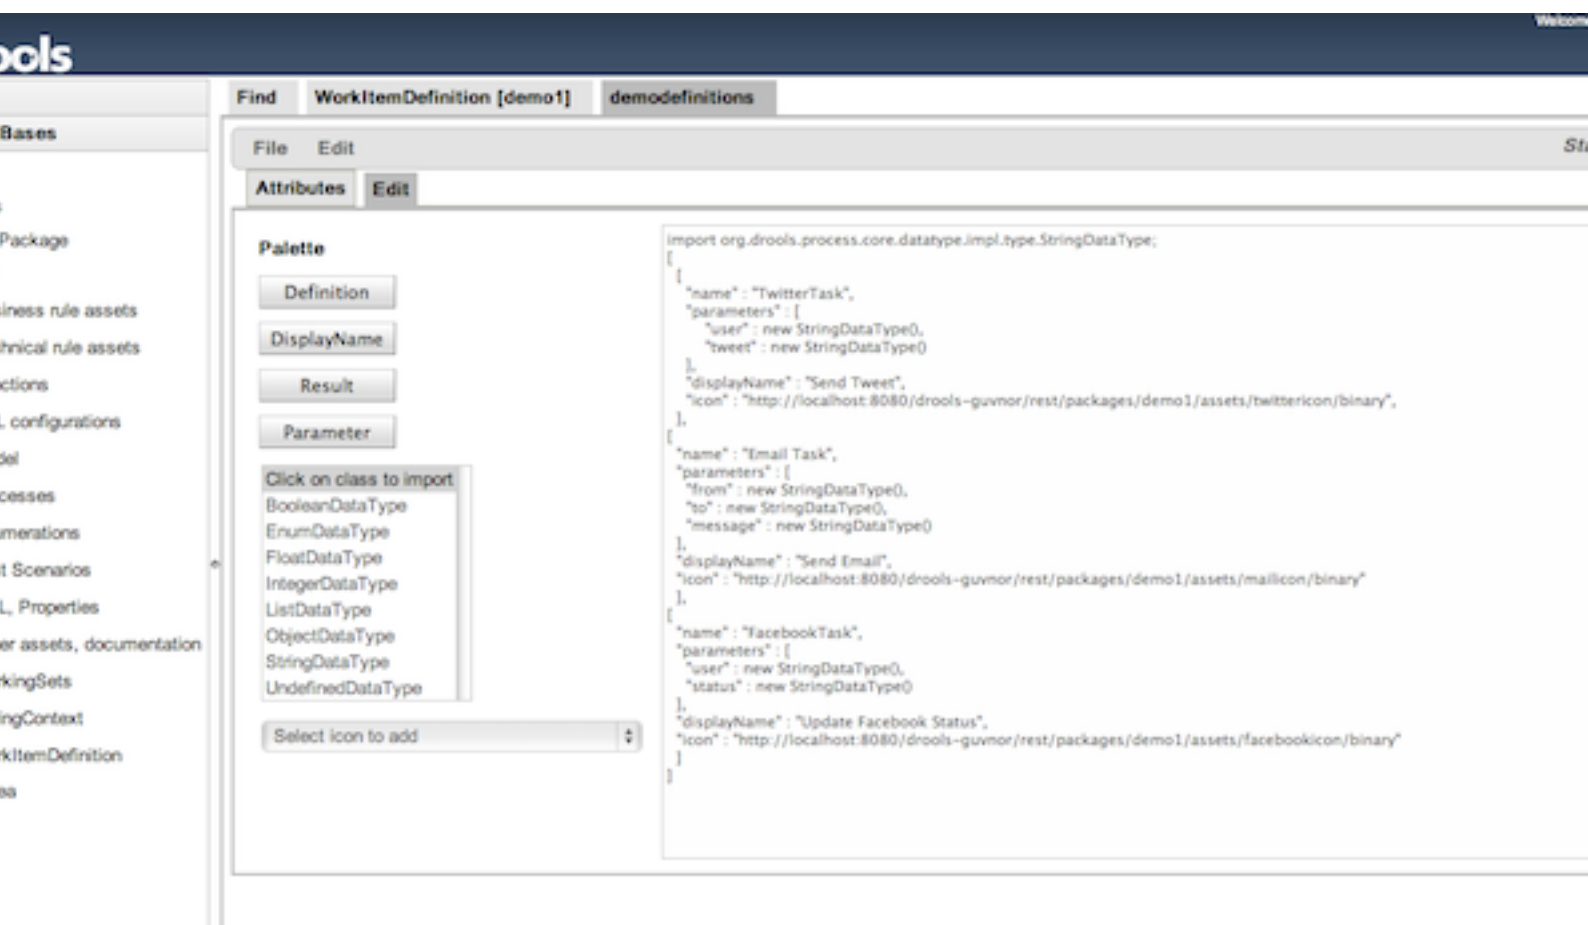 Welcome
ools
Find
WorkItemDefinition [demo1]
demodefinitions
Bases
File
Edit
Sta
Attributes
Edit
Package
siness rule assets
hnical rule assets
ctions
L configurations
del
cesses
umerations
t Scenarios
L, Properties
er assets, documentation
rkingSets
ingContext
rkItemDefinition
ea
Palette
Definition
DisplayName
Result
Parameter
Click on class to import
BooleanDataType
EnumDataType
FloatDataType
IntegerDataType
ListDataType
ObjectDataType
StringDataType
UndefinedDataType
Select icon to add
import org.drools.process.core.datatype.impl.type.StringDataType;
[
[
"name" : "TwitterTask",
"parameters" : [
"user" : new StringDataType(),
"tweet" : new StringDataType()
],
"displayName" : "Send Tweet",
"icon" : "http://localhost:8080/drools-guvnor/rest/packages/demo1/assets/twittericon/binary",
],
[
"name" : "Email Task",
"parameters" : [
"from" : new StringDataType(),
"to" : new StringDataType(),
"message" : new StringDataType()
],
"displayName" : "Send Email",
"icon" : "http://localhost:8080/drools-guvnor/rest/packages/demo1/assets/mailicon/binary"
],
[
"name" : "FacebookTask",
"parameters" : [
"user" : new StringDataType(),
"status" : new StringDataType()
],
"displayName" : "Update Facebook Status",
"icon" : "http://localhost:8080/drools-guvnor/rest/packages/demo1/assets/facebookicon/binary"
]
]